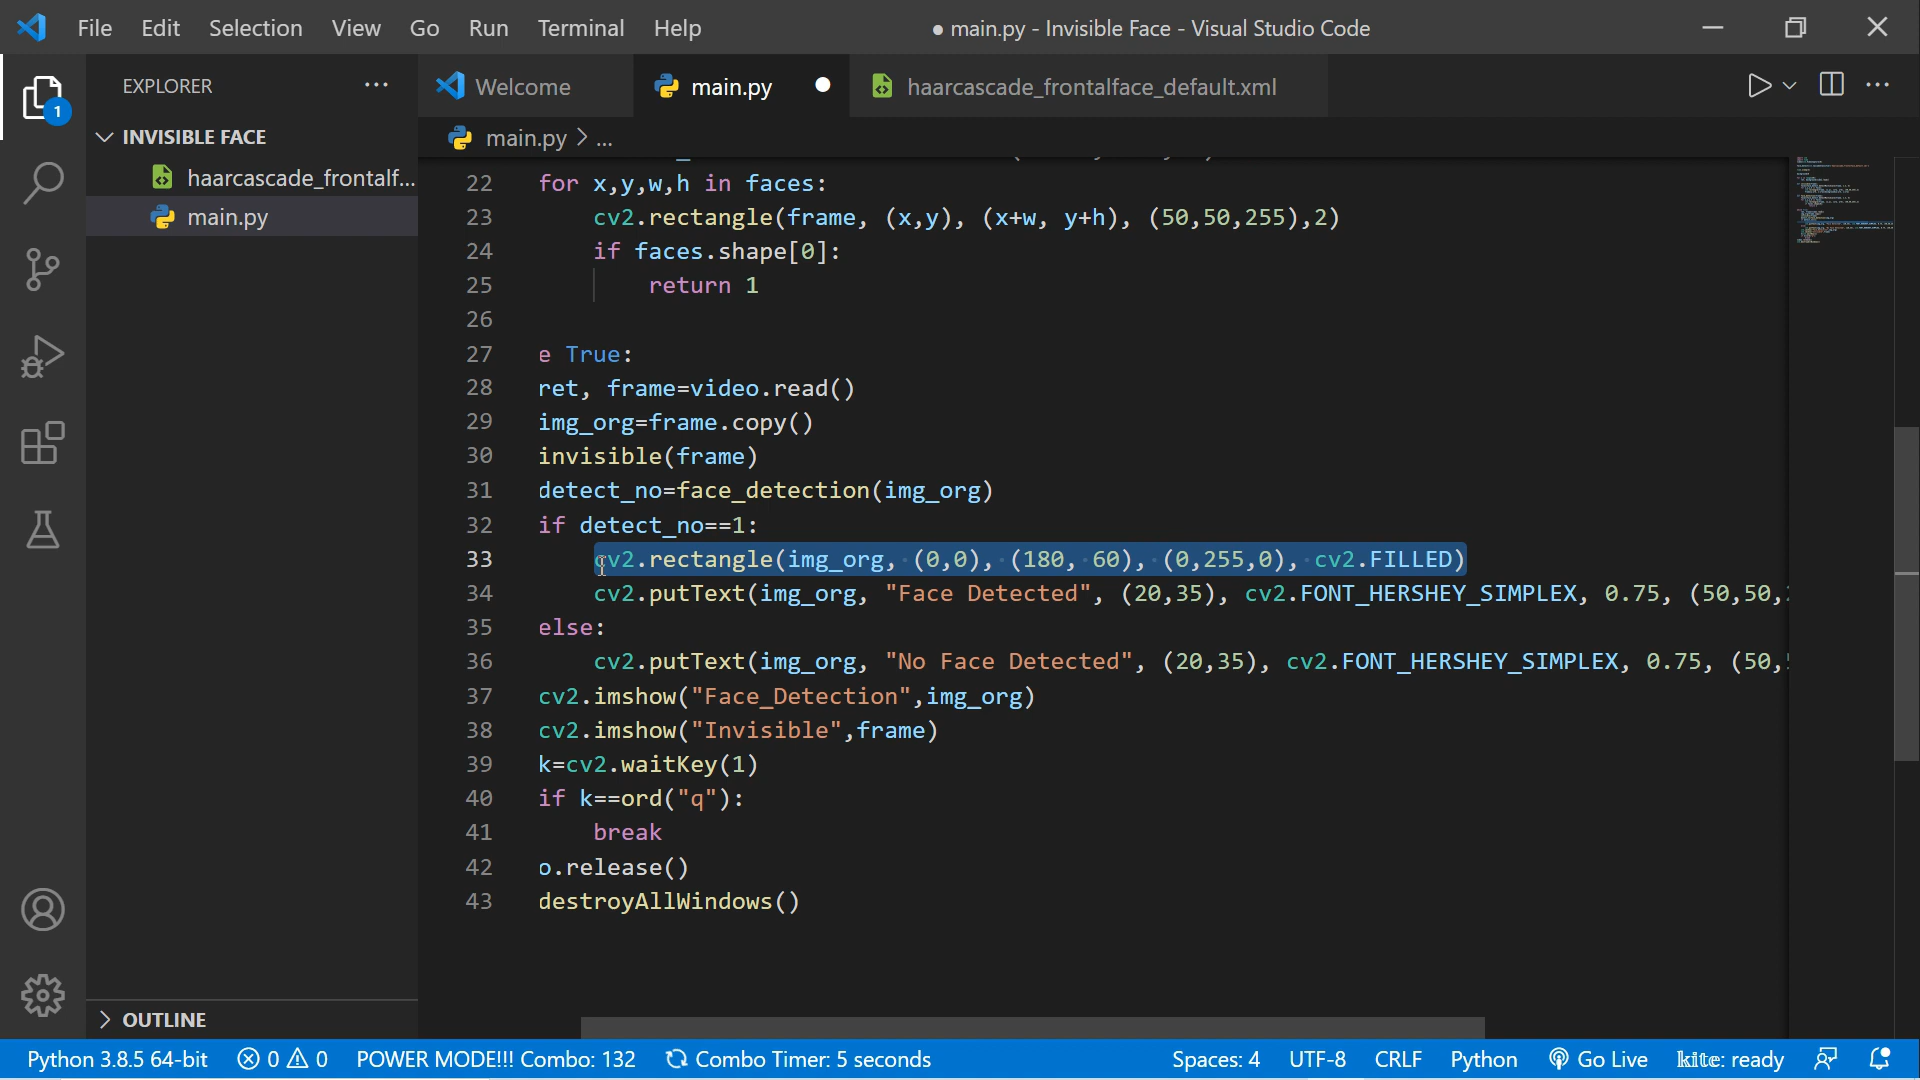 File Edit Selection View Go Run Terminal Help
● main.py - Invisible Face - Visual Studio Code
1
EXPLORER
INVISIBLE FACE
haarcascade_frontalf...
main.py
OUTLINE
Welcome
main.py
haarcascade_frontalface_default.xml
main.py > ...
22 for x,y,w,h in faces:
23 cv2.rectangle(frame, (x,y), (x+w, y+h), (50,50,255),2)
24 if faces.shape[0]:
25 return 1
26
27 e True:
28 ret, frame=video.read()
29 img_org=frame.copy()
30 invisible(frame)
31 detect_no=face_detection(img_org)
32 if detect_no==1:
33 cv2.rectangle(img_org, (0,0), (180, 60), (0,255,0), cv2.FILLED)
34 cv2.putText(img_org, "Face Detected", (20,35), cv2.FONT_HERSHEY_SIMPLEX, 0.75, (50,50,
35 else:
36 cv2.putText(img_org, "No Face Detected", (20,35), cv2.FONT_HERSHEY_SIMPLEX, 0.75, (50,
37 cv2.imshow("Face_Detection",img_org)
38 cv2.imshow("Invisible",frame)
39 k=cv2.waitKey(1)
40 if k==ord("q"):
41 break
42 o.release()
43 destroyAllWindows()
Python 3.8.5 64-bit 0 0 POWER MODE!!! Combo: 132 Combo Timer: 5 seconds Spaces: 4 UTF-8 CRLF Python Go Live kite: ready